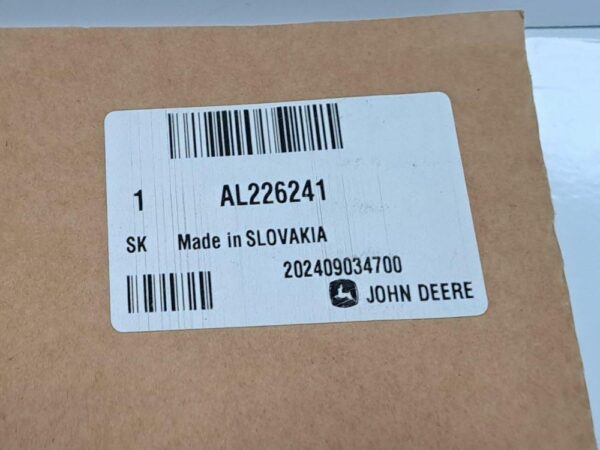 1 AL226241
SK Made in SLOVAKIA
202409034700
JOHN DEERE